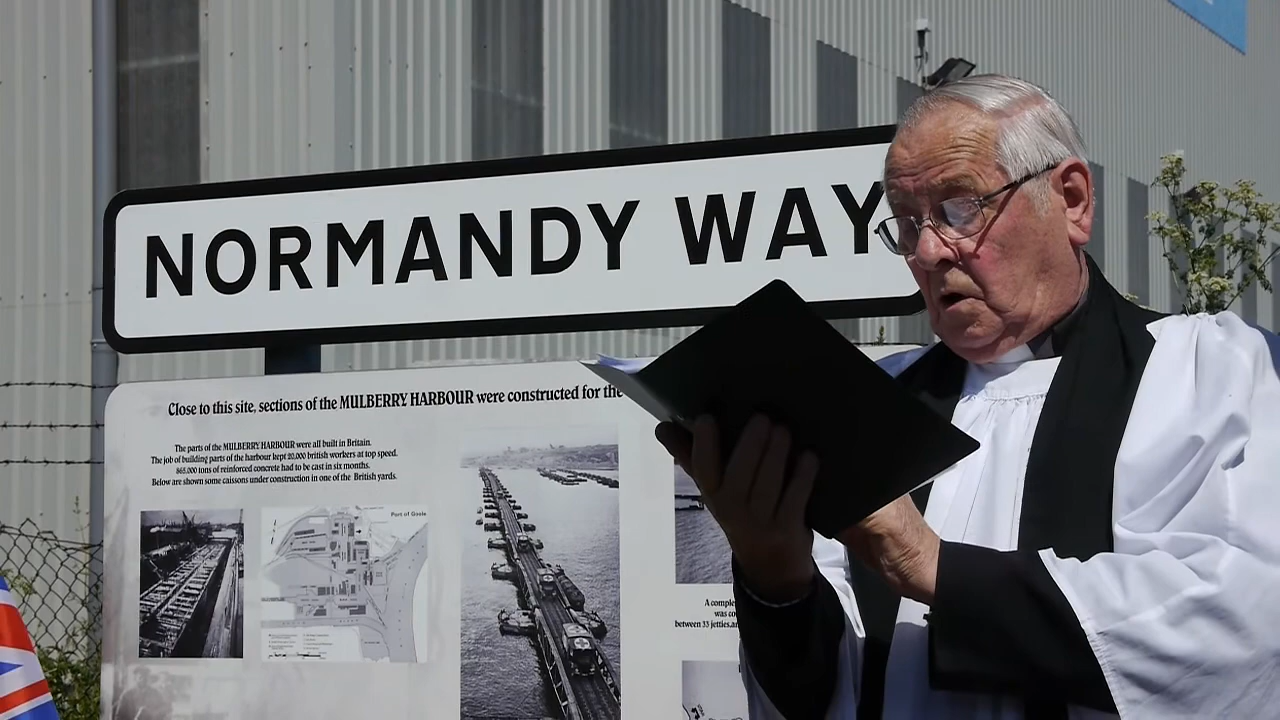 NORMANDY WAY
Close to this site, sections of the MULBERRY HARBOUR were constructed for the
The parts of the MULBERRY HARBOUR were all built in Britain.
The job of building parts of the harbour kept 20,000 british workers at top speed.
865,000 tons of reinforced concrete had to be cast in six months.
Below are shown some caissons under construction in one of the British yards.
Port of Goole
A comple
was co
between 33 jetties, an